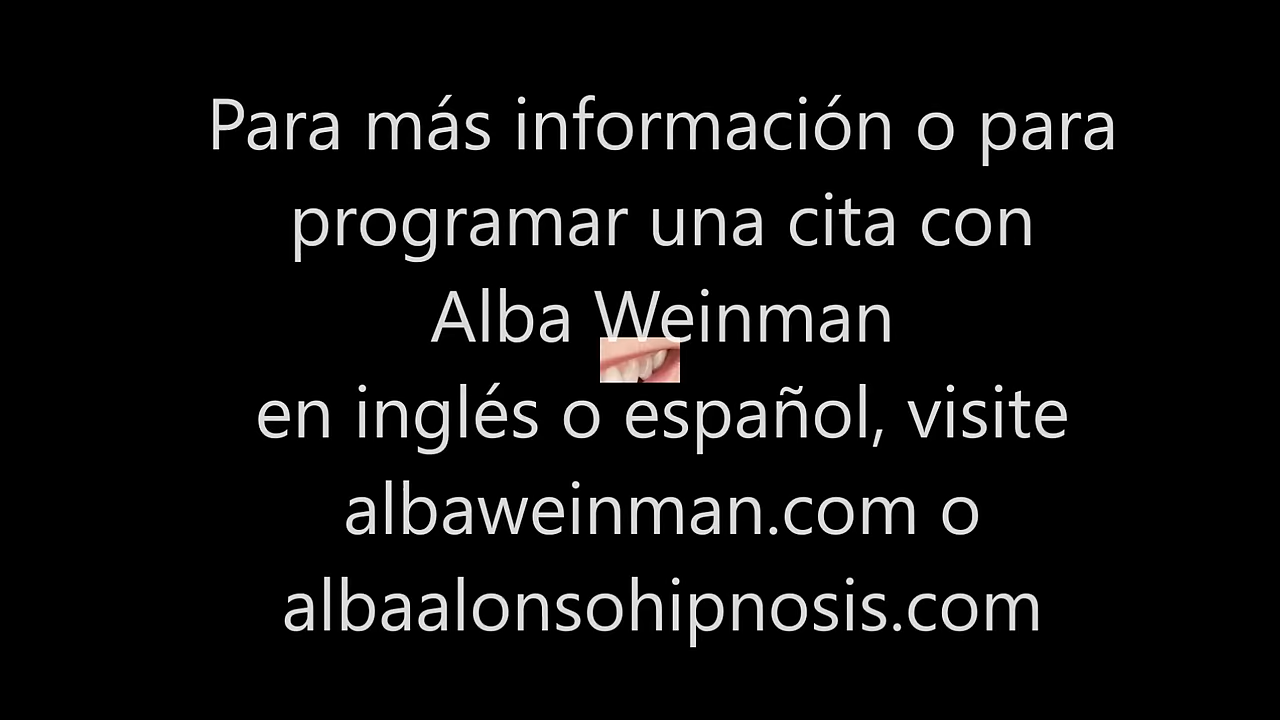 Para más información o para
programar una cita con
Alba Weinman
en inglés o español, visite
albaweinman.com o
albaalonsohipnosis.com